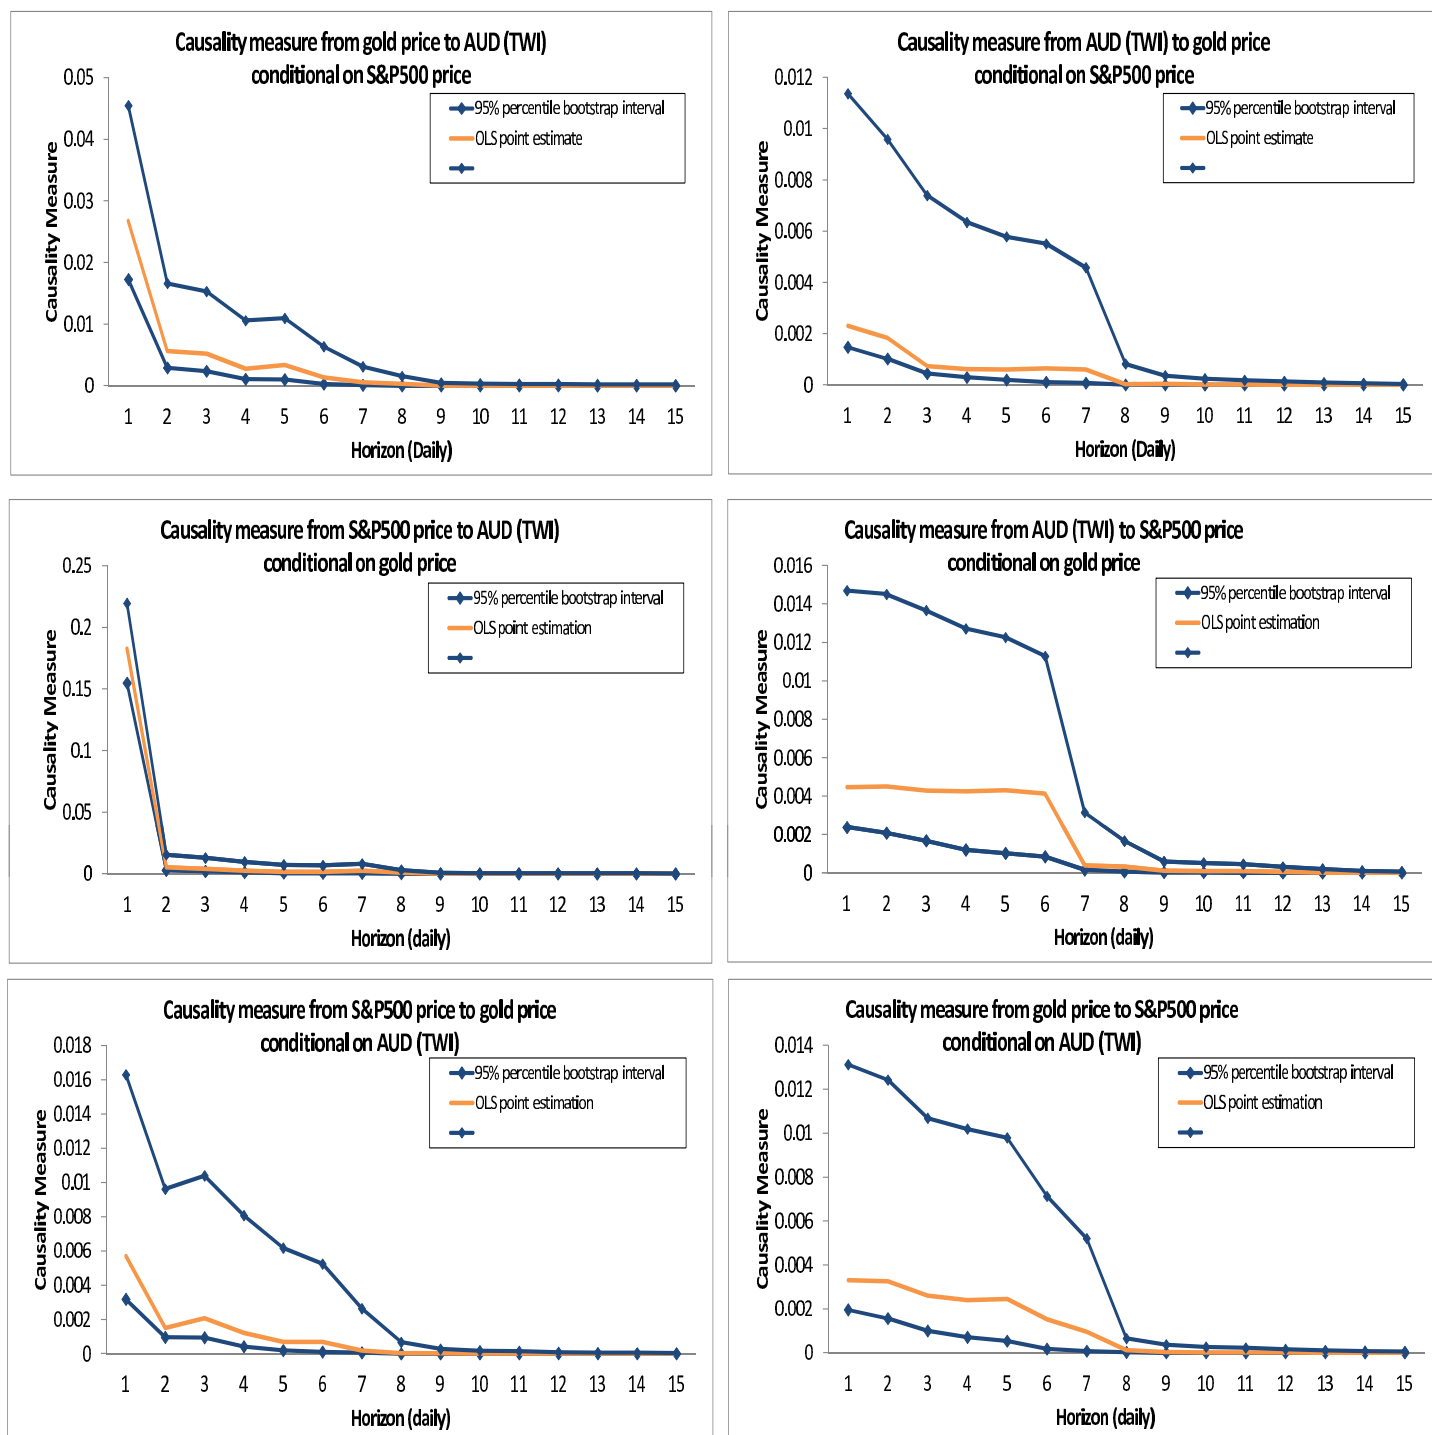 Causality measure from gold price to AUD (TWI)
conditional on S&P500 price
0.05
0.04
0.03
0.02
0.01
0
Causality Measure
95% percentile bootstrap interval
OLS point estimate
1 2 3 4 5 6 7 8 9 10 11 12 13 14 15
Horizon (Daily)
Causality measure from AUD (TWI) to gold price
conditional on S&P500 price
0.012
0.01
0.008
0.006
0.004
0.002
0
Causality Measure
95% percentile bootstrap interval
OLS point estimate
1 2 3 4 5 6 7 8 9 10 11 12 13 14 15
Horizon (Daily)
Causality measure from S&P500 price to AUD (TWI)
conditional on gold price
0.25
0.2
0.15
0.1
0.05
0
Causality Measure
95% percentile bootstrap interval
OLS point estimation
1 2 3 4 5 6 7 8 9 10 11 12 13 14 15
Horizon (daily)
Causality measure from AUD (TWI) to S&P500 price
conditional on gold price
0.016
0.014
0.012
0.01
0.008
0.006
0.004
0.002
0
Causality Measure
95% percentile bootstrap interval
OLS point estimation
1 2 3 4 5 6 7 8 9 10 11 12 13 14 15
Horizon (daily)
Causality measure from S&P500 price to gold price
conditional on AUD (TWI)
0.018
0.016
0.014
0.012
0.01
0.008
0.006
0.004
0.002
0
Causality Measure
95% percentile bootstrap interval
OLS point estimation
1 2 3 4 5 6 7 8 9 10 11 12 13 14 15
Horizon (daily)
Causality measure from gold price to S&P500 price
conditional on AUD (TWI)
0.014
0.012
0.01
0.008
0.006
0.004
0.002
0
Causality Measure
95% percentile bootstrap interval
OLS point estimation
1 2 3 4 5 6 7 8 9 10 11 12 13 14 15
Horizon (daily)